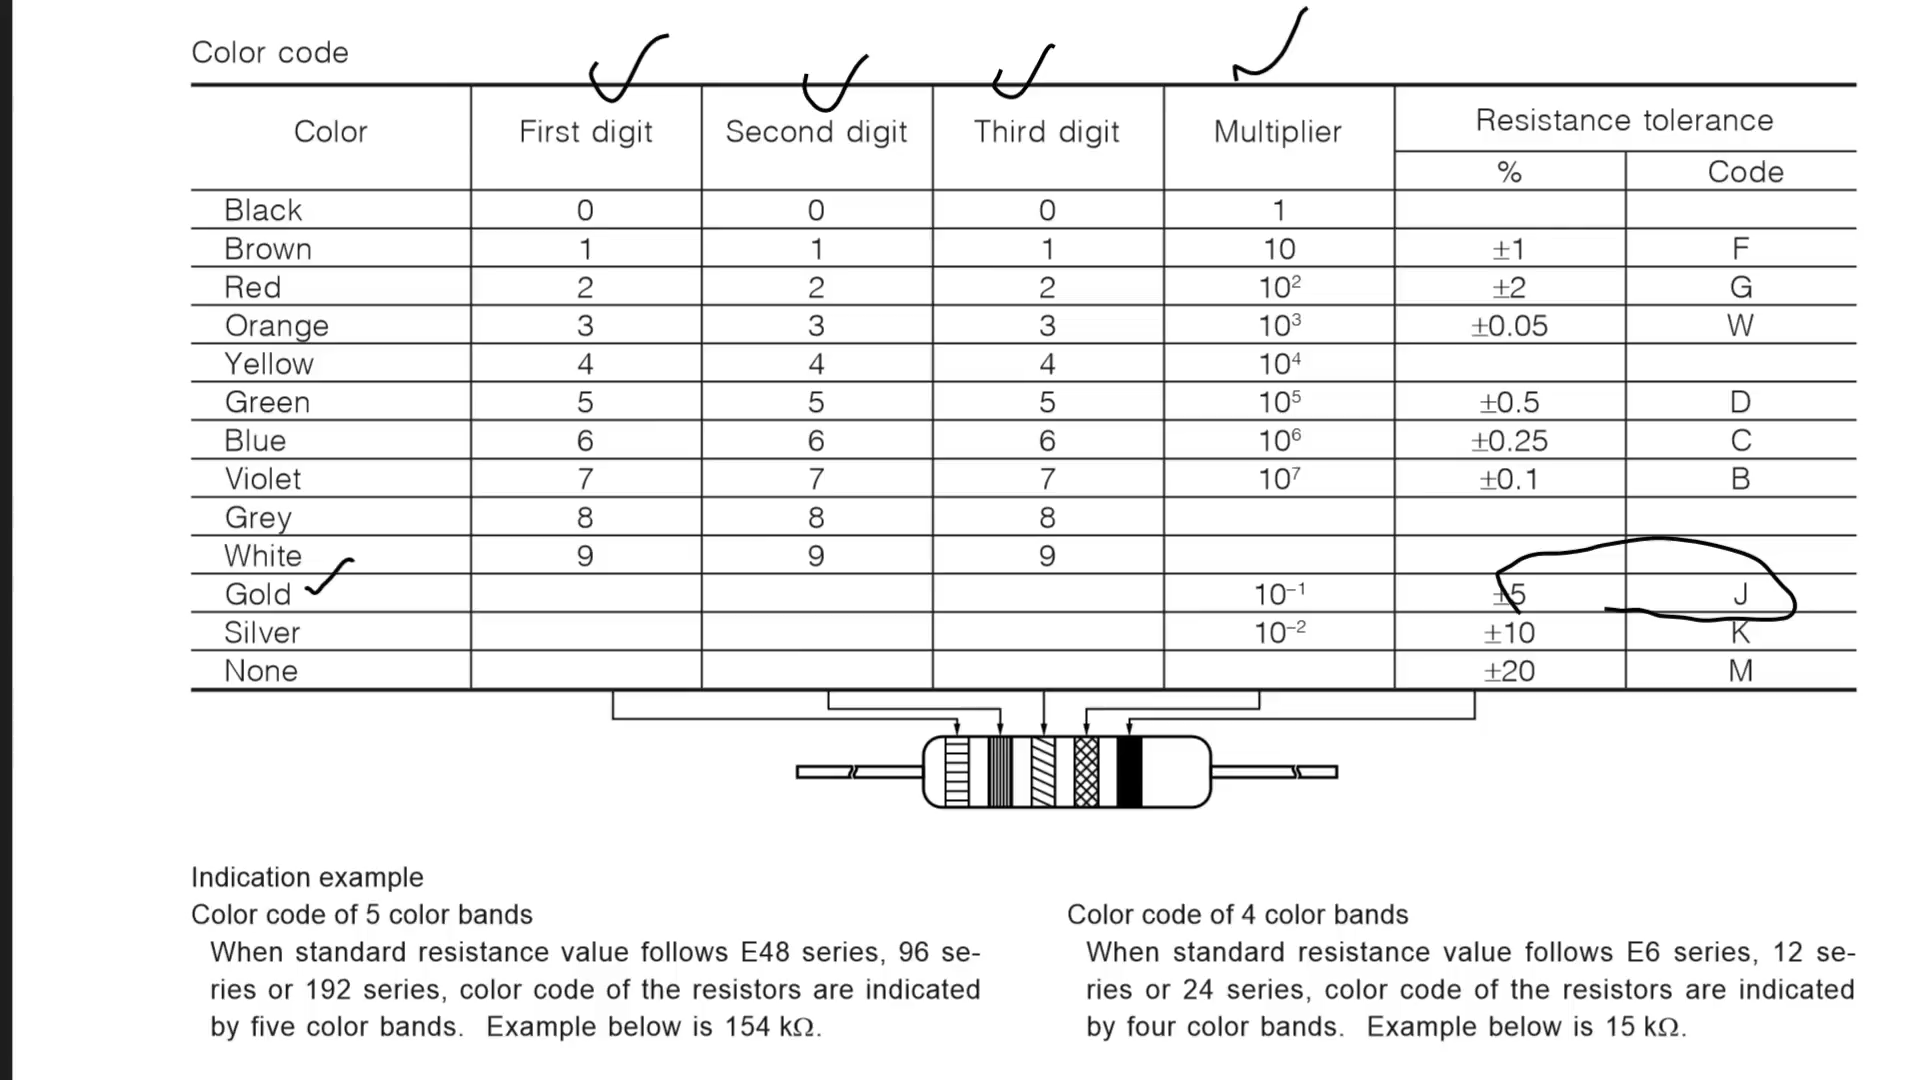 Color code
Color First digit Second digit Third digit Multiplier Resistance tolerance
% Code
Black 0 0 0 1
Brown 1 1 1 10 ±1 F
Red 2 2 2 10² ±2 G
Orange 3 3 3 10³ ±0.05 W
Yellow 4 4 4 10⁴
Green 5 5 5 10⁵ ±0.5 D
Blue 6 6 6 10⁶ ±0.25 C
Violet 7 7 7 10⁷ ±0.1 B
Grey 8 8 8
White 9 9 9
Gold 10⁻¹ ±5 J
Silver 10⁻² ±10 K
None ±20 M
Indication example
Color code of 5 color bands
When standard resistance value follows E48 series, 96 se-
ries or 192 series, color code of the resistors are indicated
by five color bands. Example below is 154 kΩ.
Color code of 4 color bands
When standard resistance value follows E6 series, 12 se-
ries or 24 series, color code of the resistors are indicated
by four color bands. Example below is 15 kΩ.